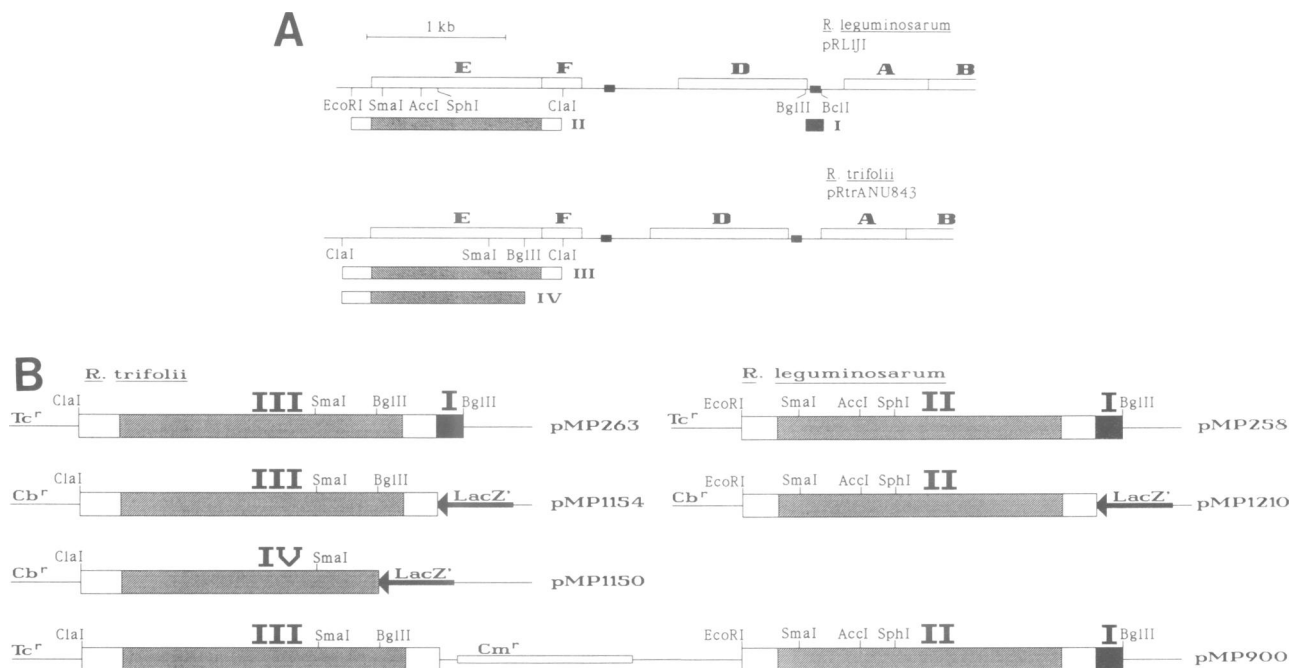 A
1 kb
R. leguminosarum
pRL1JI
E F D A B
EcoRI SmaI AccI SphI ClaI BglII BclI
II I
R. trifolii
pRtrANU843
E F D A B
ClaI SmaI BglII ClaI
III
IV
B
R. trifolii
ClaI III SmaI BglII I BglII
Tcʳ pMP263
ClaI III SmaI BglII
Cbʳ LacZ' pMP1154
ClaI IV SmaI
Cbʳ LacZ' pMP1150
R. leguminosarum
EcoRI SmaI AccI SphI II I BglII
Tcʳ pMP258
EcoRI SmaI AccI SphI II
Cbʳ LacZ' pMP1210
ClaI III SmaI BglII EcoRI SmaI AccI SphI II I BglII
Tcʳ Cmʳ pMP900